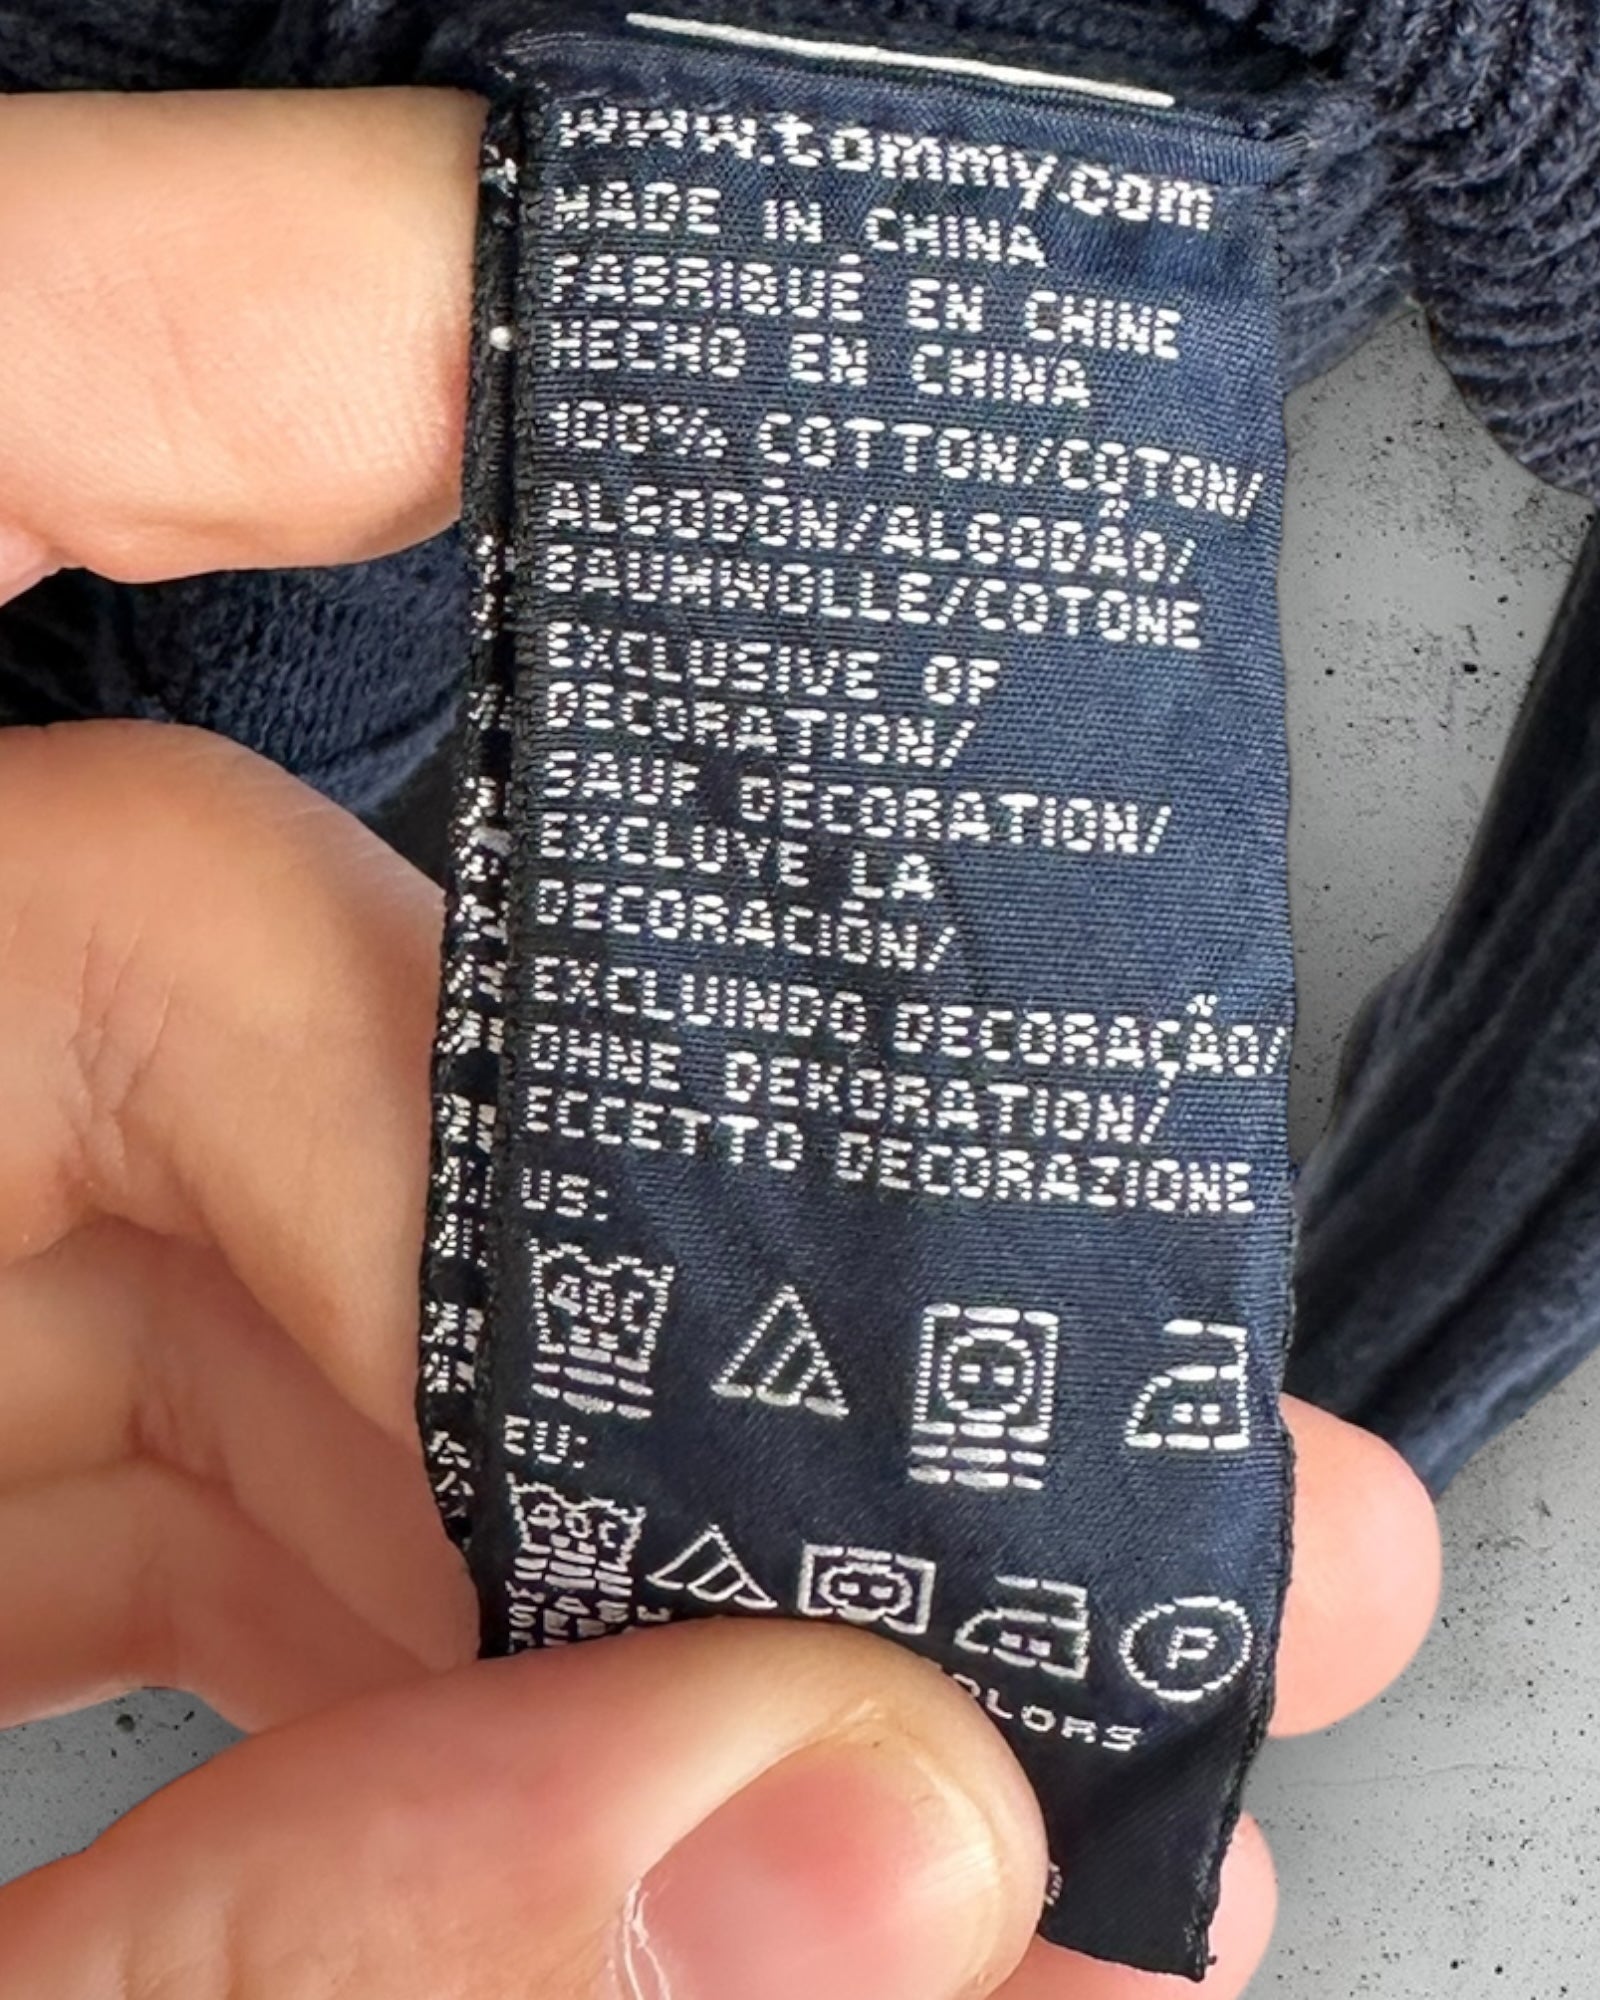 www.tommy.com
MADE IN CHINA
FABRIQUÉ EN CHINE
HECHO EN CHINA
100% COTTON/COTON/
ALGODÓN/ALGODÃO/
BAUMWOLLE/COTONE
EXCLUSIVE OF
DECORATION/
SAUF DÉCORATION/
EXCLUYE LA
DECORACIÓN/
EXCLUINDO DECORAÇÃO/
OHNE DEKORATION/
ECCETTO DECORAZIONE
US:
40C
EU:
40C
P